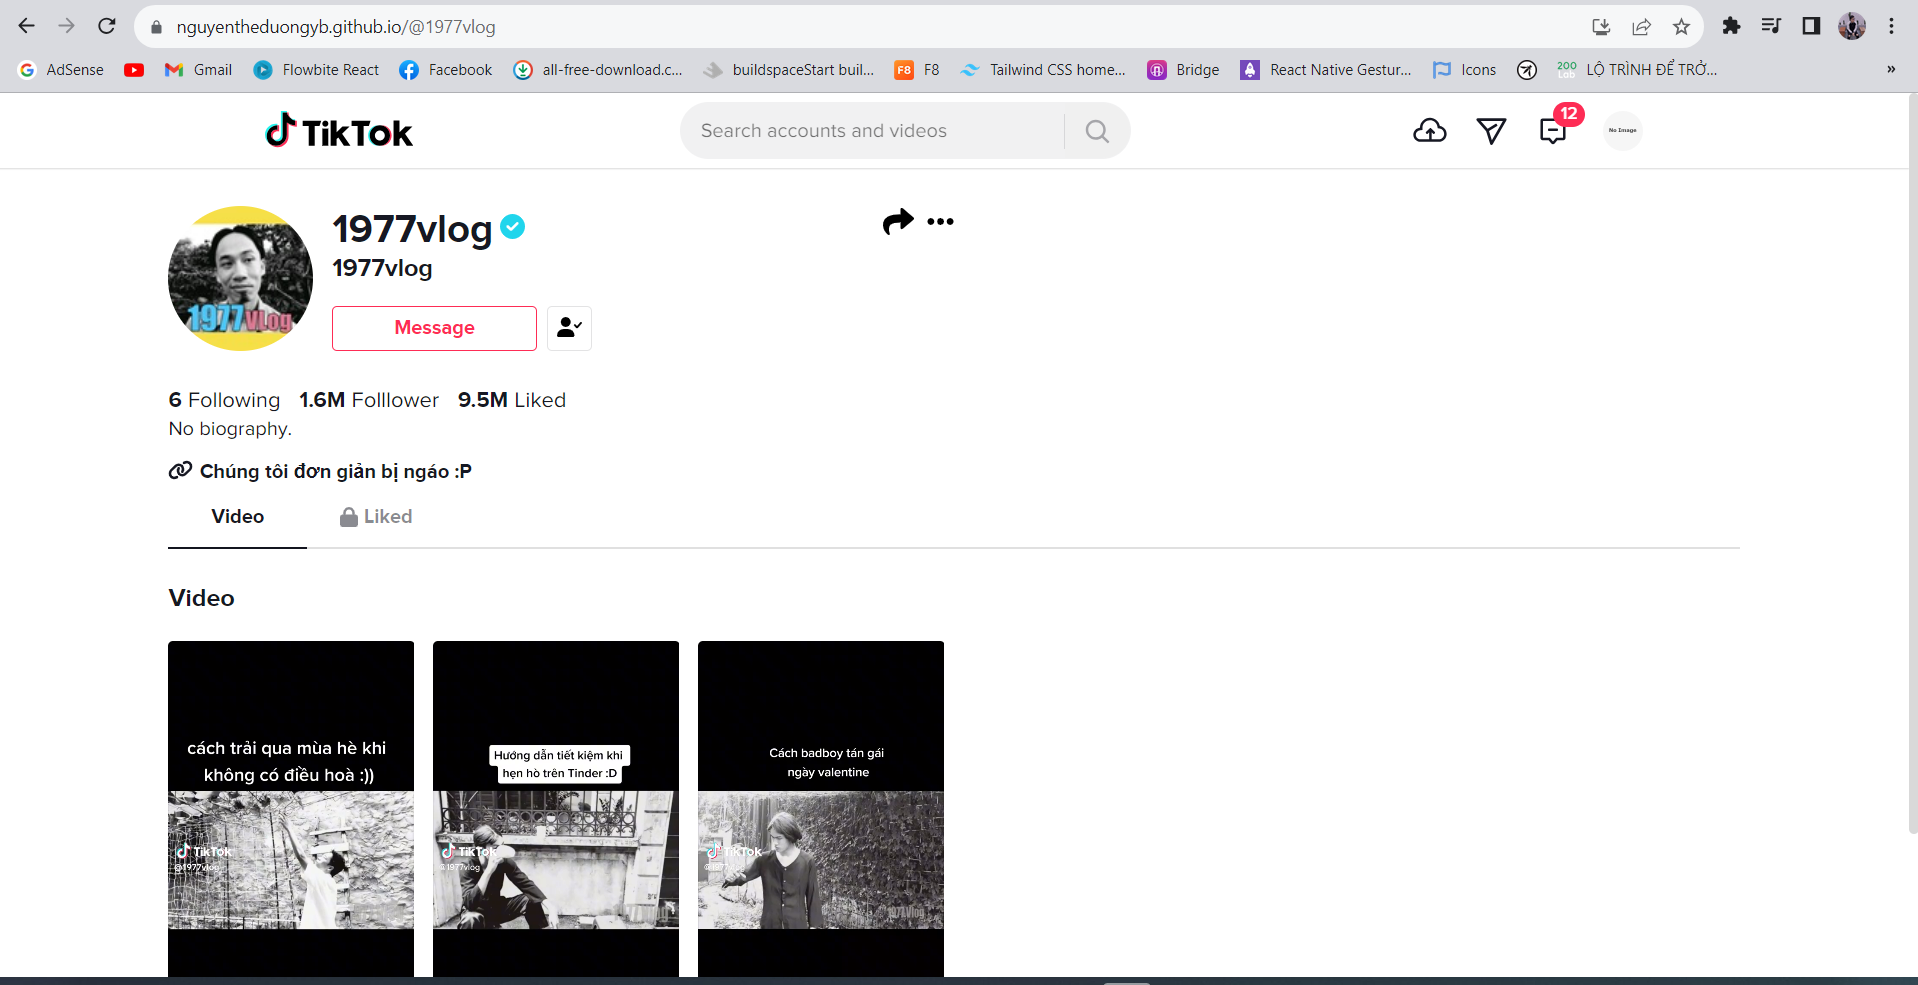 nguyentheduongyb.github.io/@1977vlog
AdSense
Gmail
Flowbite React
Facebook
all-free-download.c...
buildspaceStart buil...
F8
F8
Tailwind CSS home...
Bridge
React Native Gestur...
Icons
200
Lab
LỘ TRÌNH ĐỂ TRỞ...
»
TikTok
Search accounts and videos
12
No Image
1977vlog
1977vlog
1977Vlog
Message
6 Following 1.6M Folllower 9.5M Liked
No biography.
Chúng tôi đơn giản bị ngáo :P
Video
Liked
Video
cách trải qua mùa hè khi
không có điều hoà :))
TikTok
@1977vlog
Hướng dẫn tiết kiệm khi
hẹn hò trên Tinder :D
TikTok
@1977vlog
Cách badboy tán gái
ngày valentine
TikTok
@1977vlog
1977Vlog